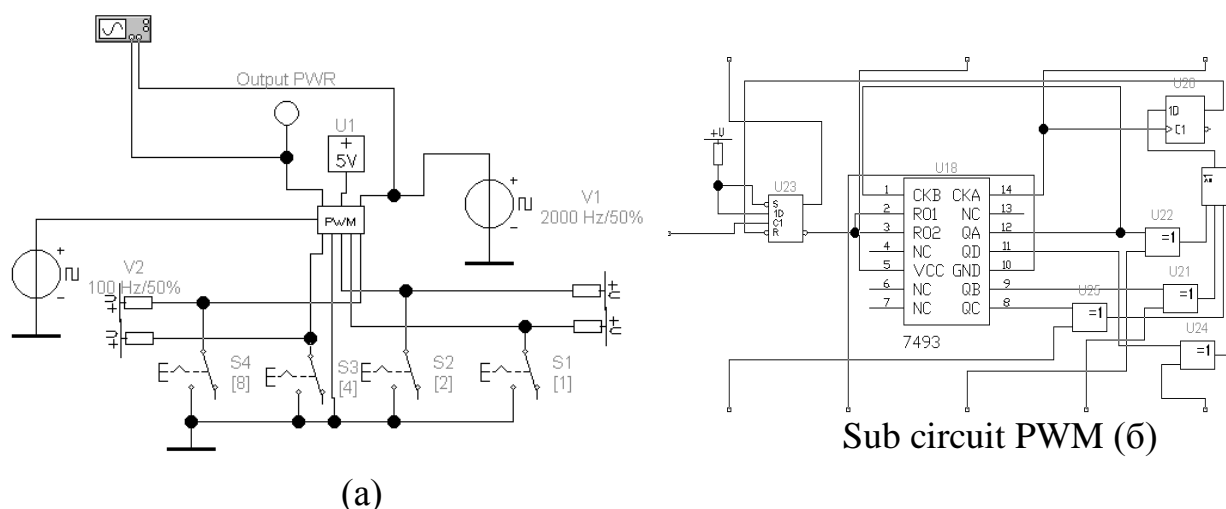 Output PWR
U1
+
5V
PWM
+
-
V1
2000 Hz/50%
+
-
V2
100 Hz/50%
+V
+V
+V
+V
S4
[8]
S3
[4]
S2
[2]
S1
[1]
(а)
+V
U23
S
1D
C1
R
U18
1 CKB CKA 14
2 RO1 NC 13
3 RO2 QA 12
4 NC QD 11
5 VCC GND 10
6 NC QB 9
7 NC QC 8
7493
U20
1D
C1
U22
=1
U21
=1
U25
=1
U24
=1
Sub circuit PWM (б)